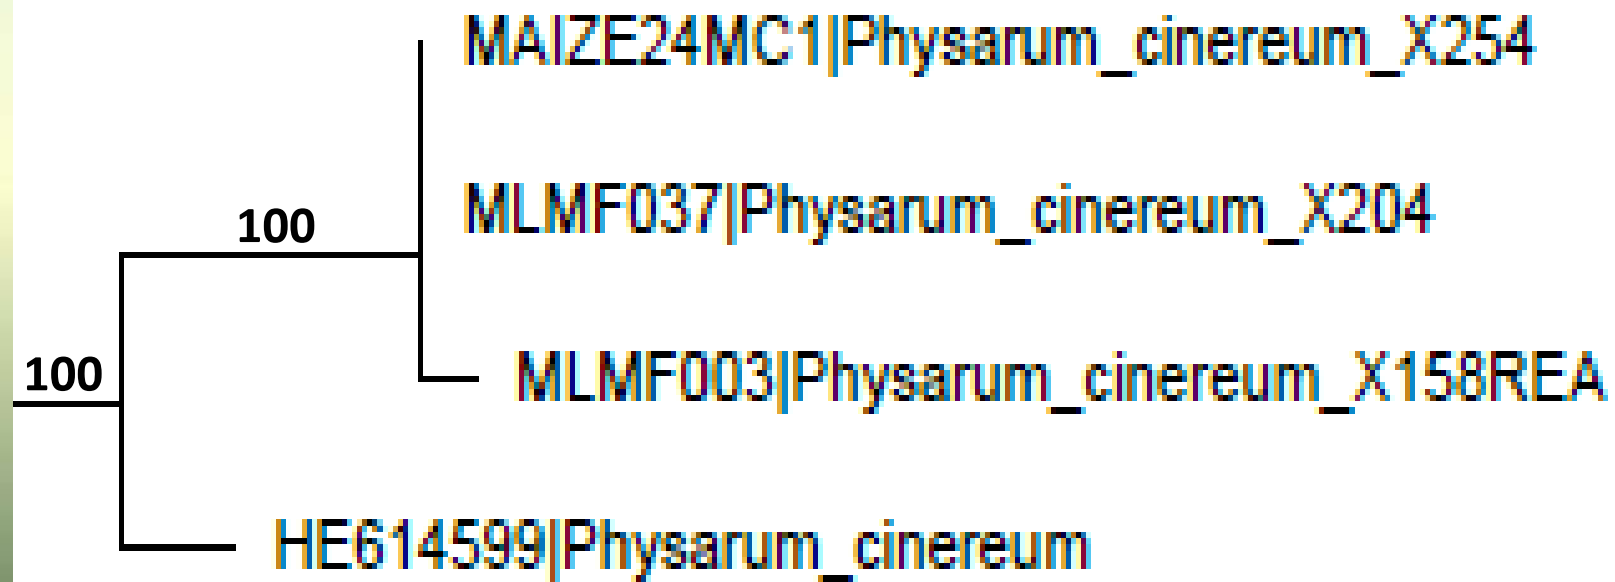 MAIZE24MC1|Physarum_cinereum_X254
MLMF037|Physarum_cinereum_X204
100
100
MLMF003|Physarum_cinereum_X158REA
HE614599|Physarum_cinereum